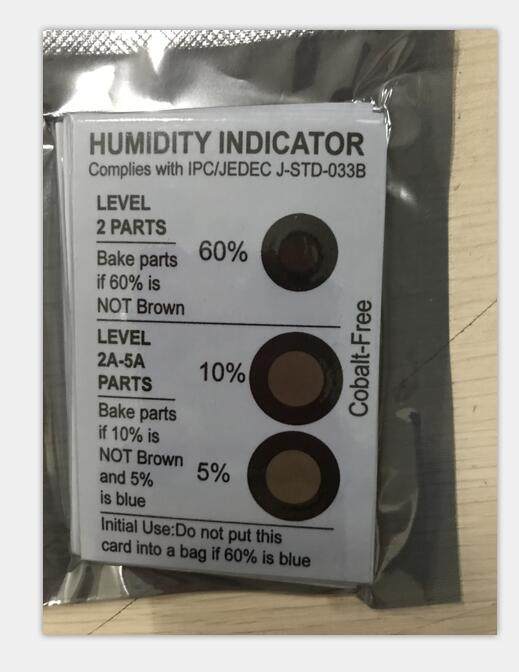 HUMIDITY INDICATOR
Complies with IPC/JEDEC J-STD-033B
LEVEL
2 PARTS
Bake parts
if 60% is
NOT Brown
60%
LEVEL
2A-5A
PARTS
Bake parts
if 10% is
NOT Brown
and 5%
is blue
10%
5%
Cobalt-Free
Initial Use:Do not put this
card into a bag if 60% is blue